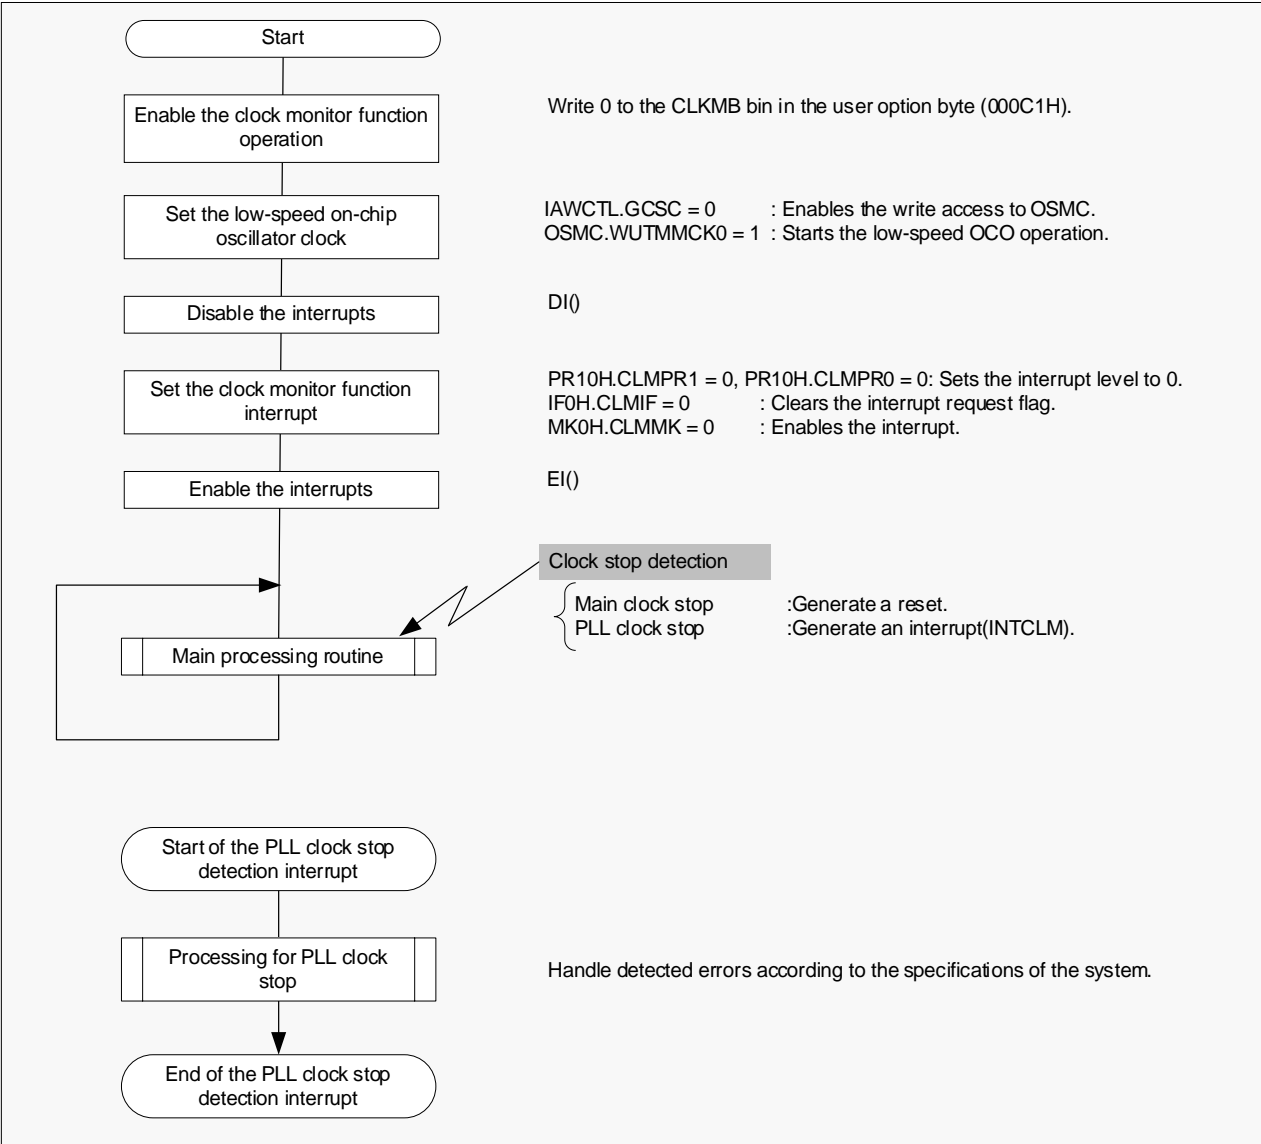 Start
Enable the clock monitor function
operation
Write 0 to the CLKMB bin in the user option byte (000C1H).
Set the low-speed on-chip
oscillator clock
IAWCTL.GCSC = 0 : Enables the write access to OSMC.
OSMC.WUTMMCK0 = 1 : Starts the low-speed OCO operation.
Disable the interrupts
DI()
Set the clock monitor function
interrupt
PR10H.CLMPR1 = 0, PR10H.CLMPR0 = 0: Sets the interrupt level to 0.
IF0H.CLMIF = 0 : Clears the interrupt request flag.
MK0H.CLMMK = 0 : Enables the interrupt.
Enable the interrupts
EI()
Clock stop detection
Main clock stop :Generate a reset.
PLL clock stop :Generate an interrupt(INTCLM).
Main processing routine
Start of the PLL clock stop
detection interrupt
Processing for PLL clock
stop
Handle detected errors according to the specifications of the system.
End of the PLL clock stop
detection interrupt